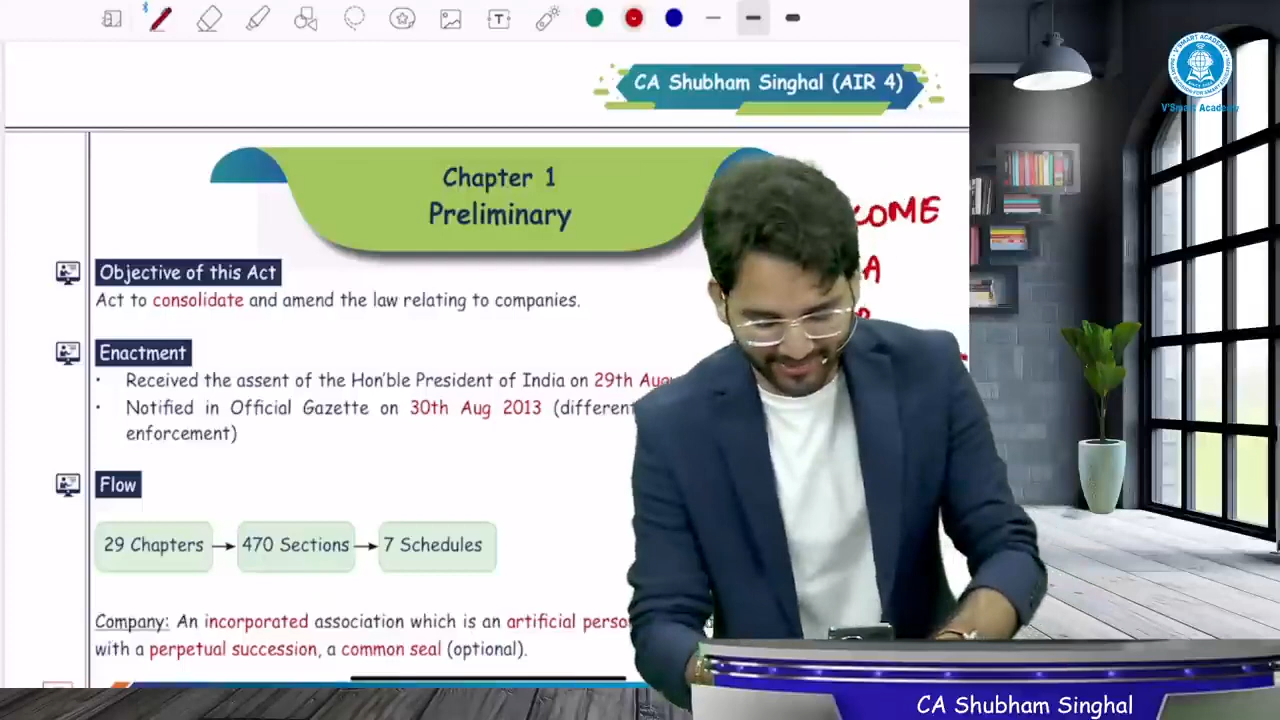 CA Shubham Singhal (AIR 4)
V'SMART ACADEMY
V'Smart Academy
Chapter 1
Preliminary
COME
Objective of this Act
A
Act to consolidate and amend the law relating to companies.
Enactment
• Received the assent of the Hon'ble President of India on 29th Aug
• Notified in Official Gazette on 30th Aug 2013 (different
enforcement)
Flow
29 Chapters → 470 Sections → 7 Schedules
Company: An incorporated association which is an artificial perso
with a perpetual succession, a common seal (optional).
CA Shubham Singhal